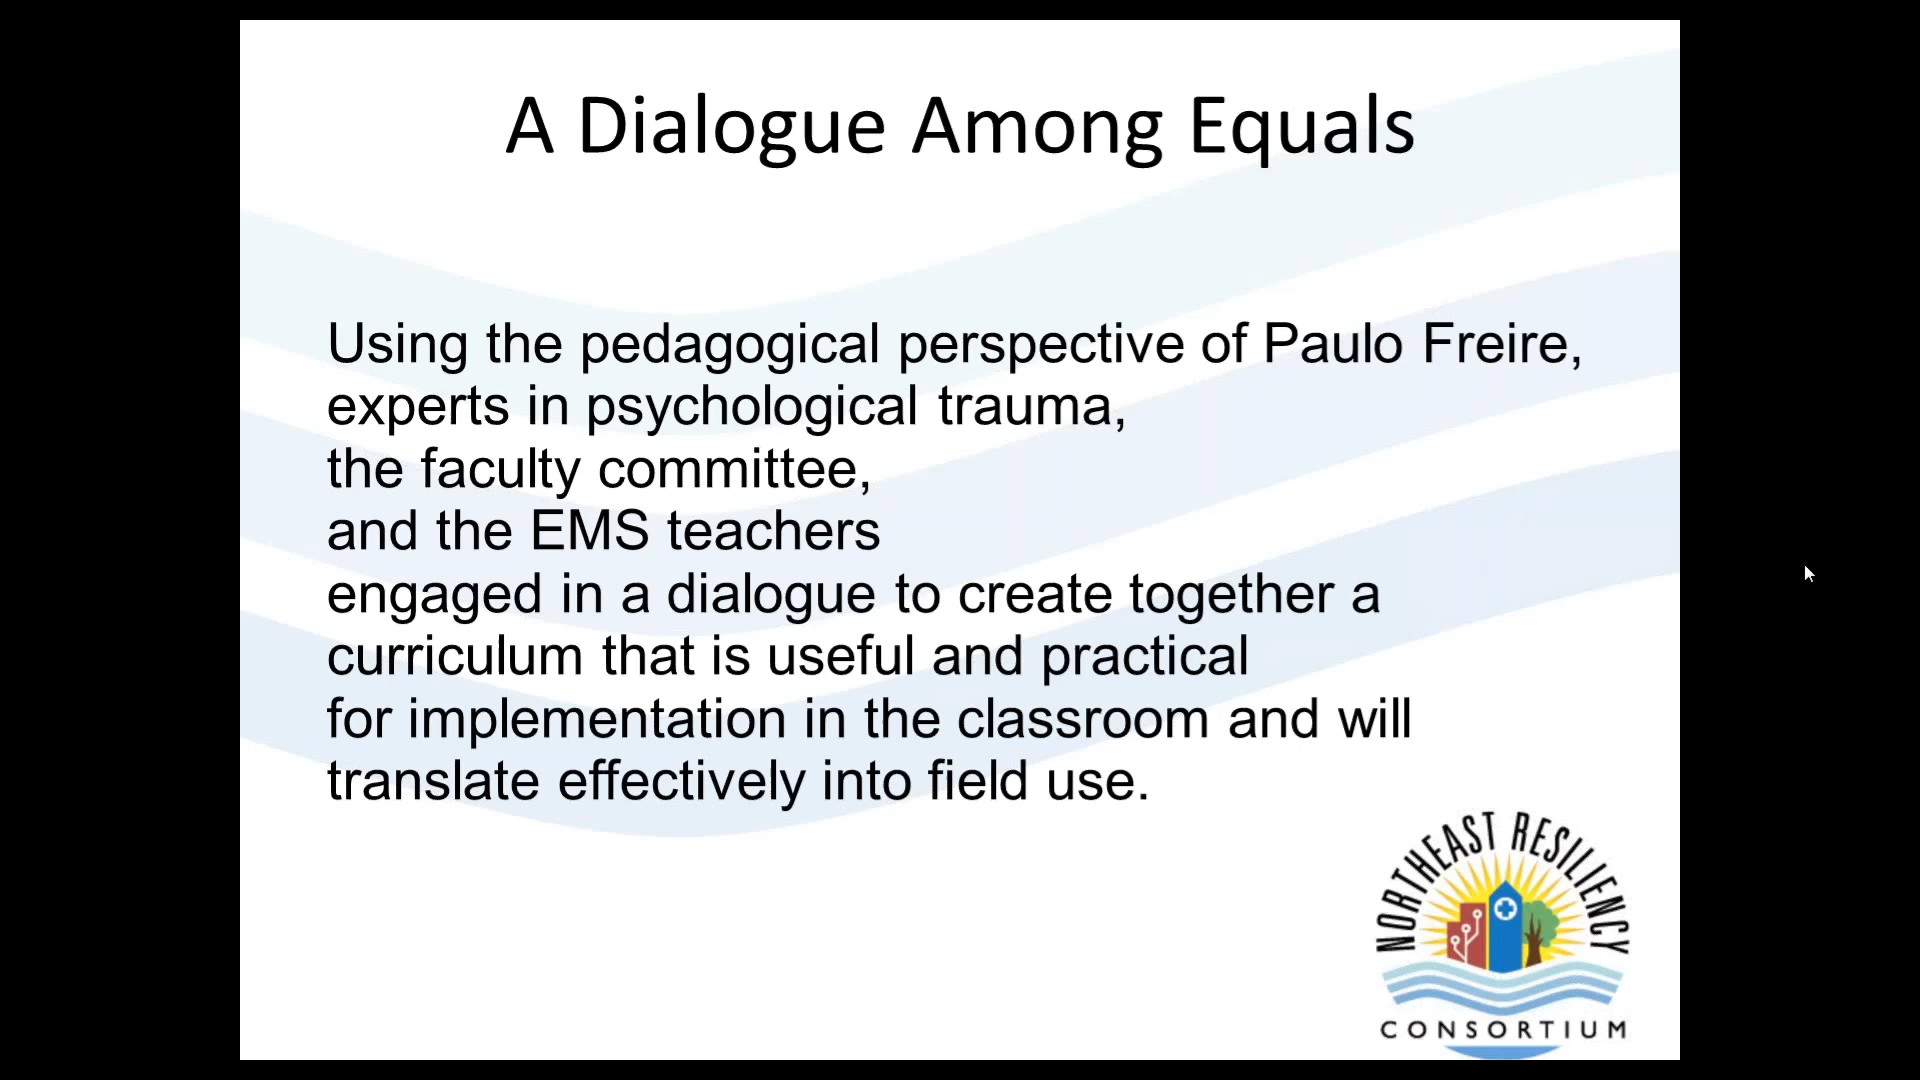 A Dialogue Among Equals
Using the pedagogical perspective of Paulo Freire,
experts in psychological trauma,
the faculty committee,
and the EMS teachers
engaged in a dialogue to create together a
curriculum that is useful and practical
for implementation in the classroom and will
translate effectively into field use.
NORTHEAST RESILIENCY
CONSORTIUM